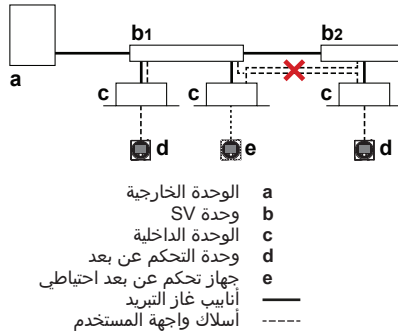 b1
b2
a
c
c
c
d
e
d
a الوحدة الخارجية
b وحدة SV
c الوحدة الداخلية
d وحدة التحكم عن بعد
e جهاز تحكم عن بعد احتياطي
أنابيب غاز التبريد
أسلاك واجهة المستخدم